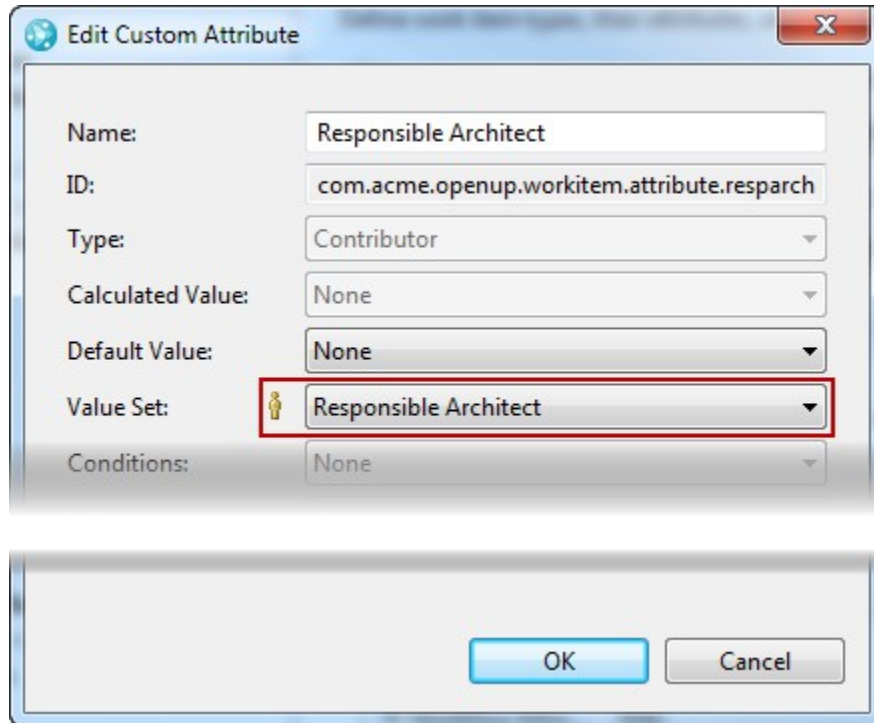 Edit Custom Attribute
Name: Responsible Architect
ID: com.acme.openup.workitem.attribute.resparch
Type: Contributor
Calculated Value: None
Default Value: None
Value Set: Responsible Architect
Conditions: None
OK Cancel